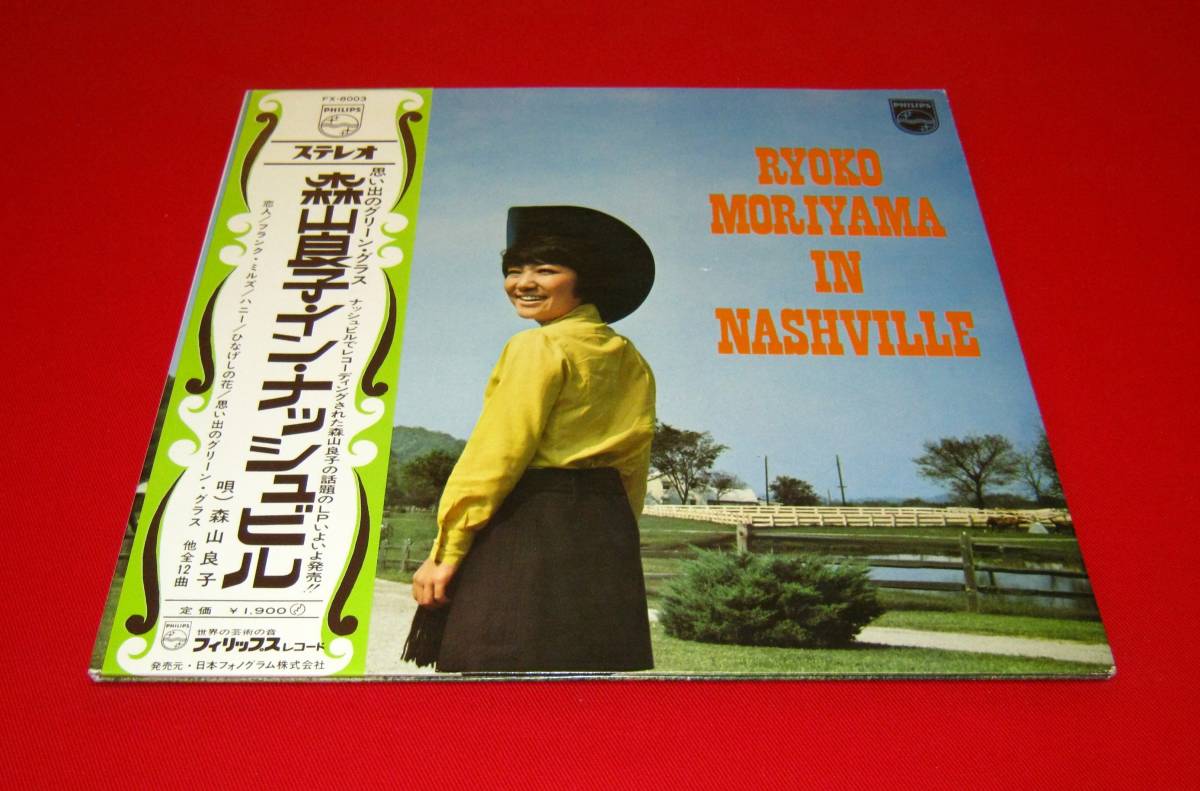 FX-8003
PHILIPS
ステレオ
思い出のグリーン・グラス
森山良子・イン・ナッシュビル
ナッシュビルでレコーディングされた森山良子の話題のLPいよいよ発売!!
恋人/フランク・ミルズ/ハニー/ひなげしの花/思い出のグリーン・グラス 他全12曲
唄)森山良子
定価 ¥1,900
PHILIPS
世界の芸術の音
フィリップスレコード
発売元・日本フォノグラム株式会社
PHILIPS
RYOKO
MORIYAMA
IN
NASHVILLE